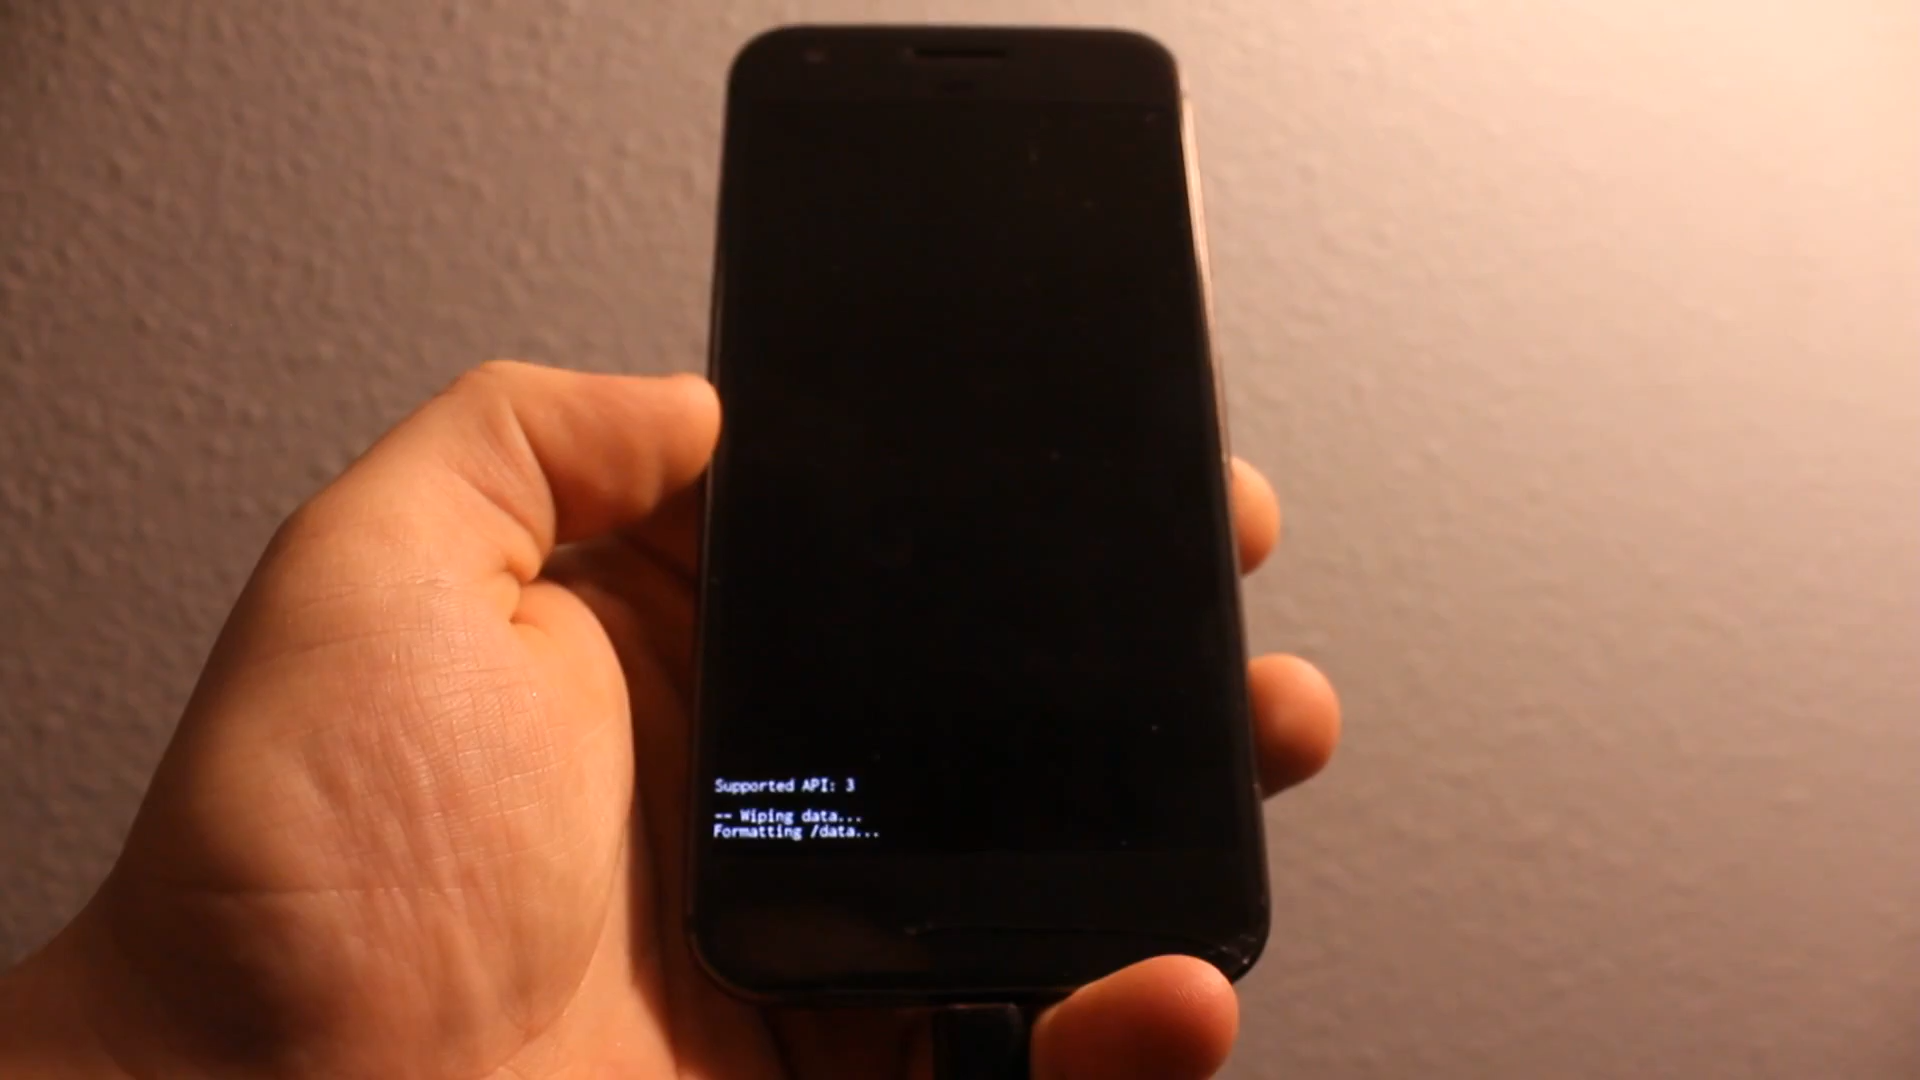 Supported API: 3
-- Wiping data...
Formatting /data...